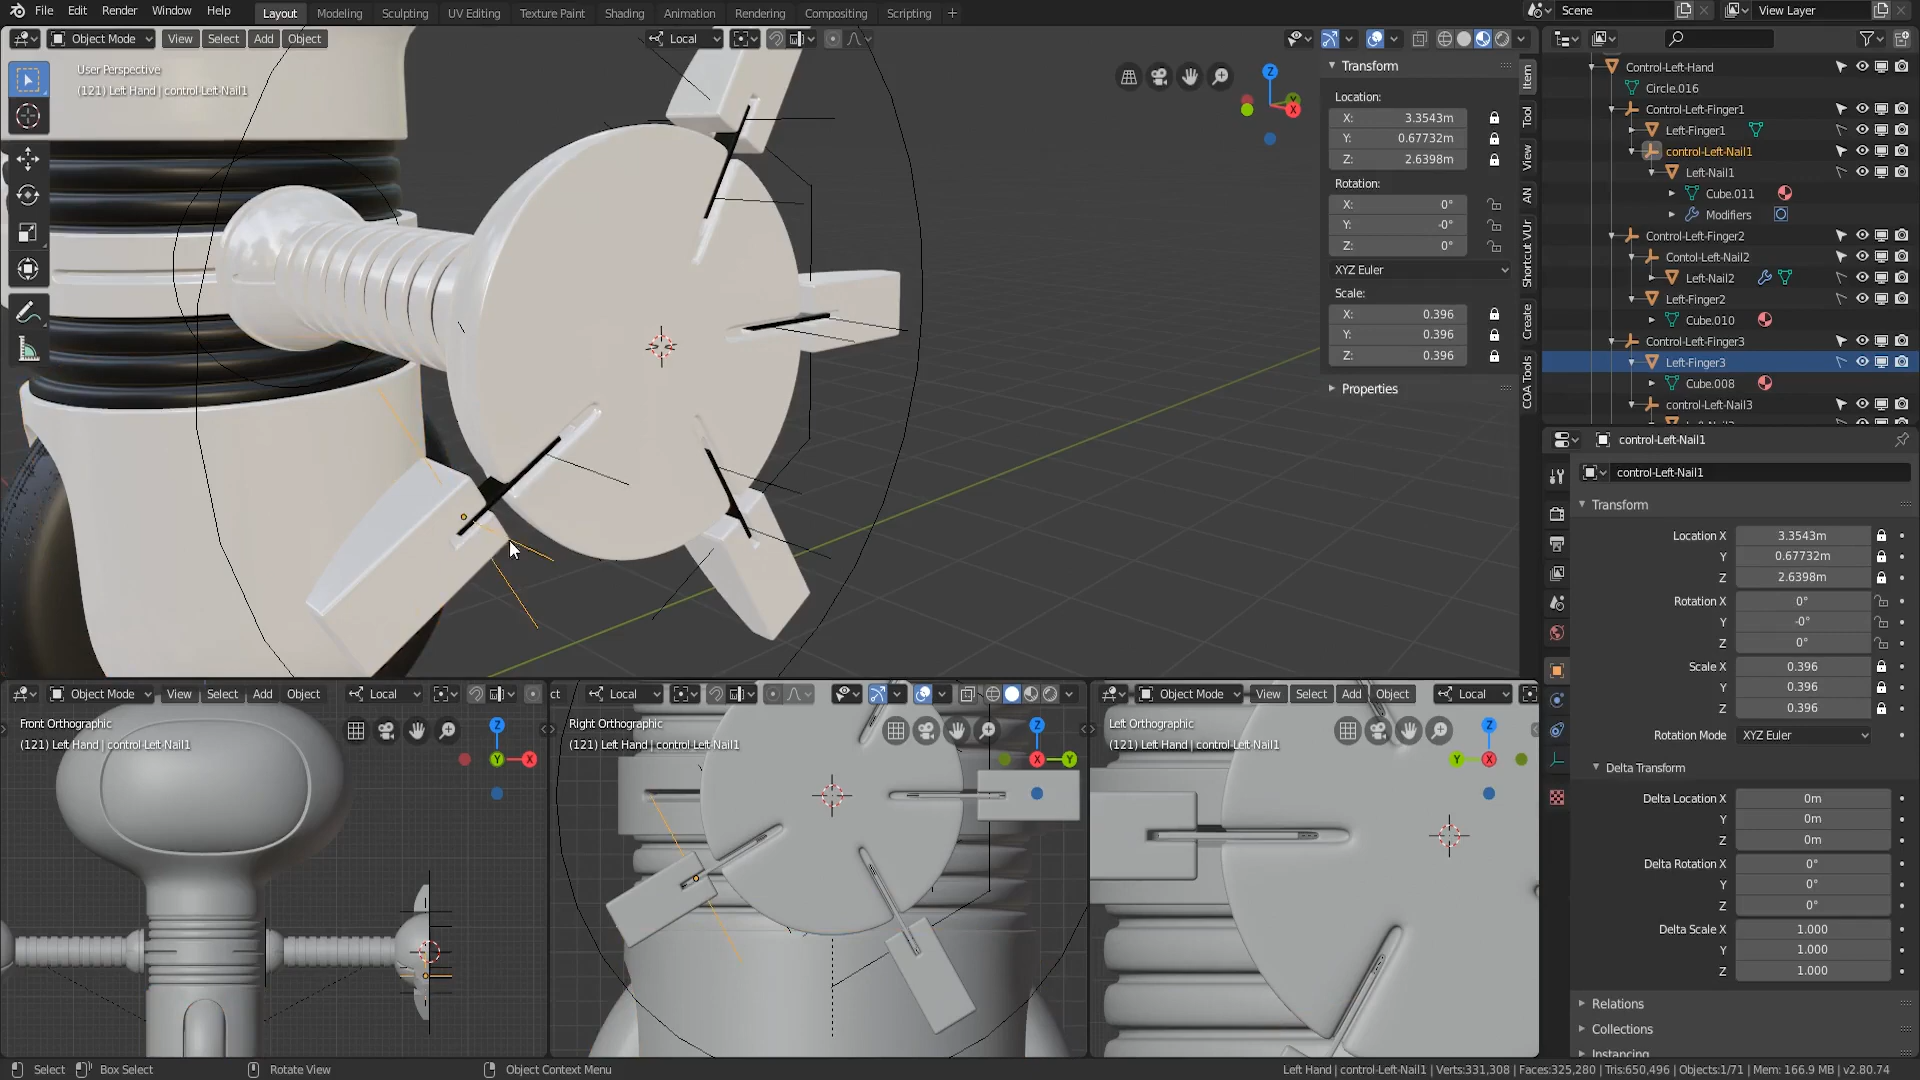 File Edit Render Window Help
Layout Modeling Sculpting UV Editing Texture Paint Shading Animation Rendering Compositing Scripting +
Scene
View Layer
Object Mode View Select Add Object
Local
User Perspective
(121) Left Hand | control-Left-Nail1
Z
X
Y
Transform
Location:
X: 3.3543m
Y: 0.67732m
Z: 2.6398m
Rotation:
X: 0°
Y: -0°
Z: 0°
XYZ Euler
Scale:
X: 0.396
Y: 0.396
Z: 0.396
Properties
Item
Tool
View
AN
Shortcut VUr
Create
COA Tools
Control-Left-Hand
Circle.016
Control-Left-Finger1
Left-Finger1
control-Left-Nail1
Left-Nail1
Cube.011
Modifiers
Control-Left-Finger2
Contol-Left-Nail2
Left-Nail2
Left-Finger2
Cube.010
Control-Left-Finger3
Left-Finger3
Cube.008
control-Left-Nail3
control-Left-Nail1
control-Left-Nail1
Transform
Location X 3.3543m
Y 0.67732m
Z 2.6398m
Rotation X 0°
Y -0°
Z 0°
Scale X 0.396
Y 0.396
Z 0.396
Rotation Mode XYZ Euler
Delta Transform
Delta Location X 0m
Y 0m
Z 0m
Delta Rotation X 0°
Y 0°
Z 0°
Delta Scale X 1.000
Y 1.000
Z 1.000
Relations
Collections
Instancing
Object Mode View Select Add Object Local
Front Orthographic
(121) Left Hand | control-Left-Nail1
Z
Y X
ct Local
Right Orthographic
(121) Left Hand | control-Left-Nail1
Z
X Y
Object Mode View Select Add Object Local
Left Orthographic
(121) Left Hand | control-Left-Nail1
Z
Y X
Select Box Select Rotate View Object Context Menu
Left Hand | control-Left-Nail1 | Verts:331,308 | Faces:325,280 | Tris:650,496 | Objects:1/71 | Mem: 166.9 MB | v2.80.74